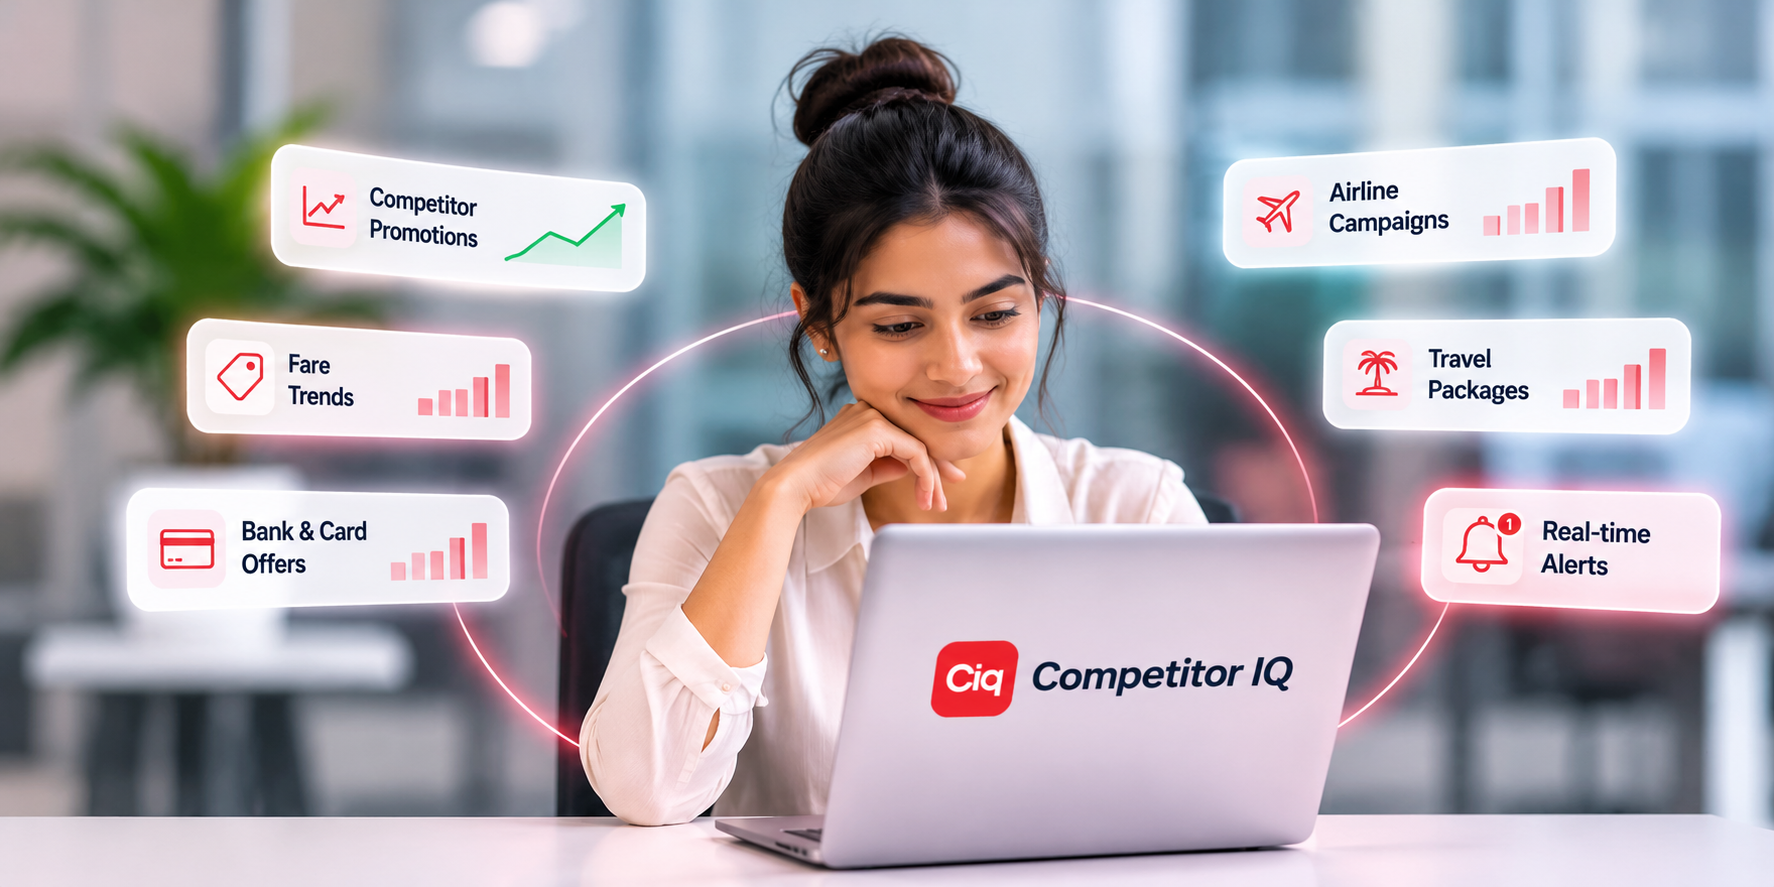 Competitor
Promotions
Fare
Trends
Bank & Card
Offers
Airline
Campaigns
Travel
Packages
1
Real-time
Alerts
Ciq Competitor IQ